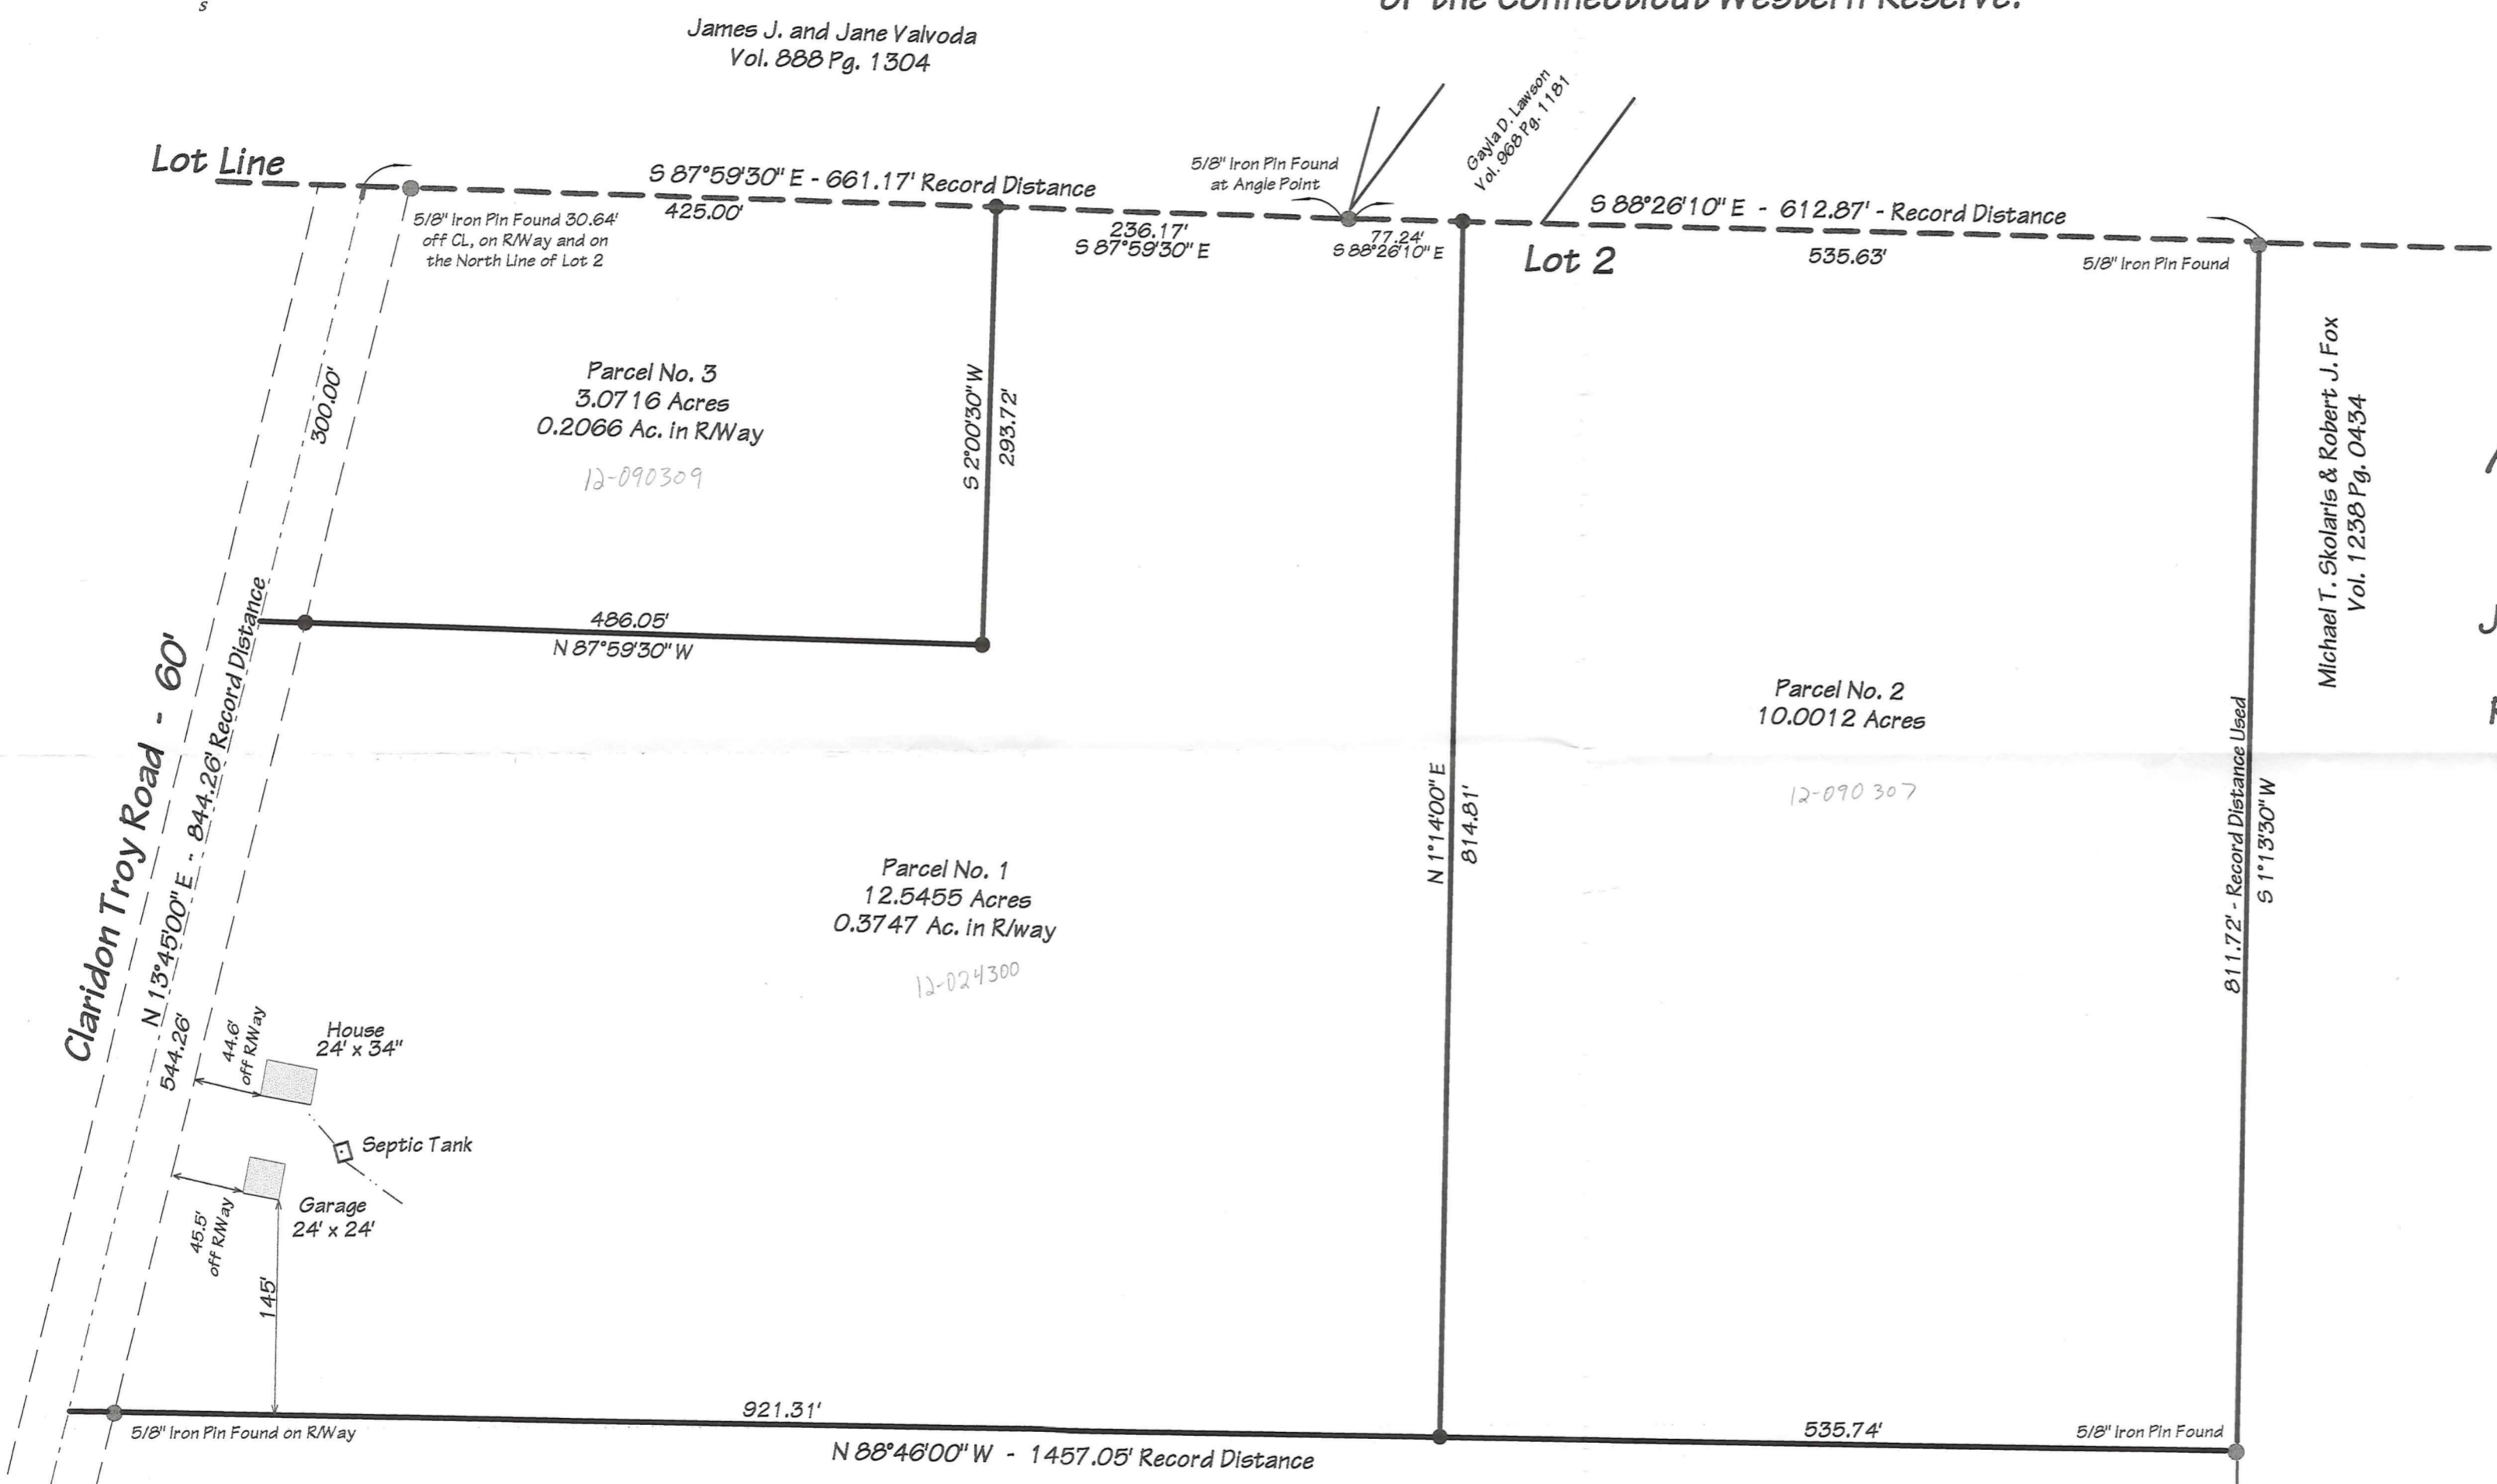 s
of the Connecticut Western Reserve.
James J. and Jane Valvoda
Vol. 888 Pg. 1304
Gayla D. Lawson
Vol. 968 Pg. 1181
Lot Line
S 87°59'30" E - 661.17' Record Distance
425.00'
5/8" Iron Pin Found
at Angle Point
S 88°26'10" E - 612.87' - Record Distance
5/8" Iron Pin Found 30.64'
off CL, on R/Way and on
the North Line of Lot 2
236.17'
S 87°59'30" E
77.24'
S 88°26'10" E
Lot 2
535.63'
5/8" Iron Pin Found
300.00'
Parcel No. 3
3.0716 Acres
0.2066 Ac. in R/Way
12-090309
S 2°00'30" W
293.72'
Michael T. Skolaris & Robert J. Fox
Vol. 1238 Pg. 0434
486.05'
N 87°59'30" W
Claridon Troy Road - 60'
N 13°45'00" E - 844.26' Record Distance
544.26'
Parcel No. 2
10.0012 Acres
12-090307
N 1°14'00" E
814.81'
811.72' - Record Distance Used
S 1°13'30" W
Parcel No. 1
12.5455 Acres
0.3747 Ac. in R/way
12-024300
44.6'
off R/Way
House
24' x 34"
Septic Tank
45.5'
off R/Way
Garage
24' x 24'
145'
921.31'
535.74'
5/8" Iron Pin Found on R/Way
5/8" Iron Pin Found
N 88°46'00" W - 1457.05' Record Distance